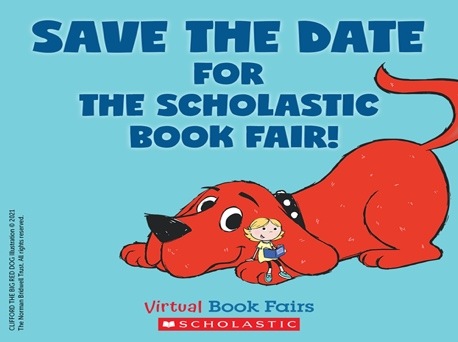 SAVE THE DATE
FOR
THE SCHOLASTIC
BOOK FAIR!
CLIFFORD THE BIG RED DOG illustration © 2021
The Norman Bridwell Trust. All rights reserved.
Virtual Book Fairs
SCHOLASTIC